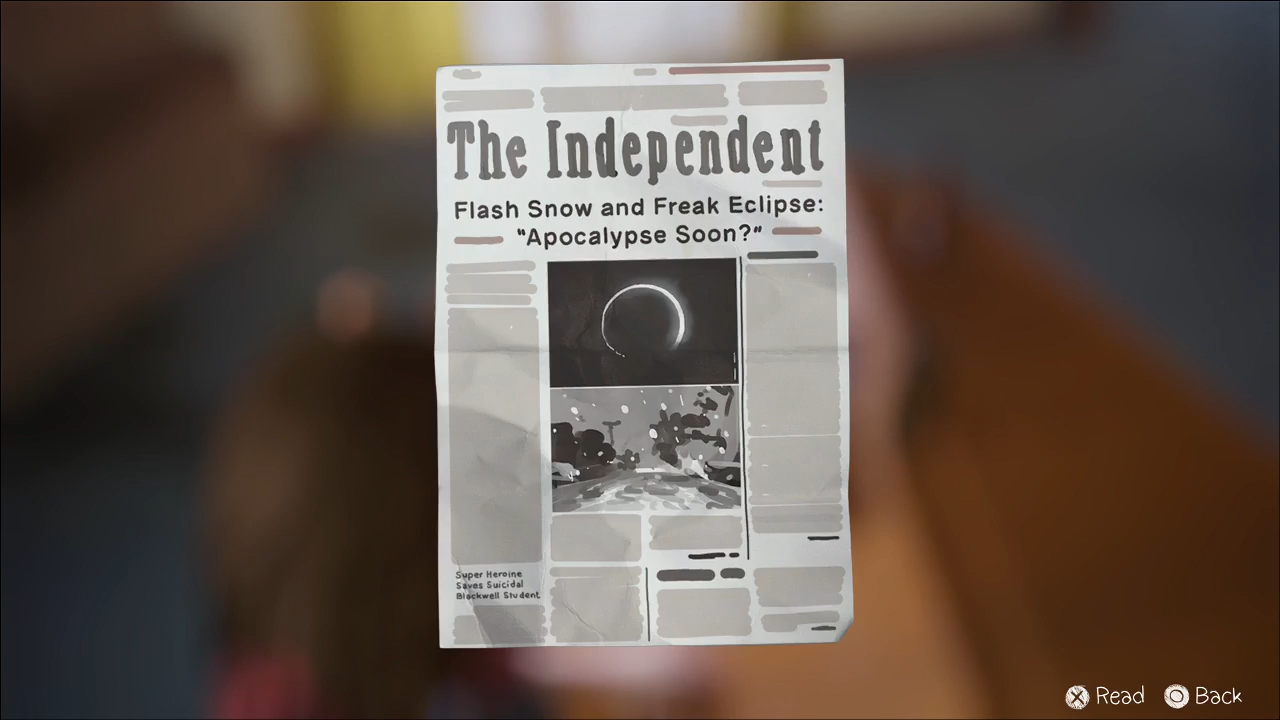 The Independent
Flash Snow and Freak Eclipse:
"Apocalypse Soon?"
Super Heroine
Saves Suicidal
Blackwell Student
Read Back